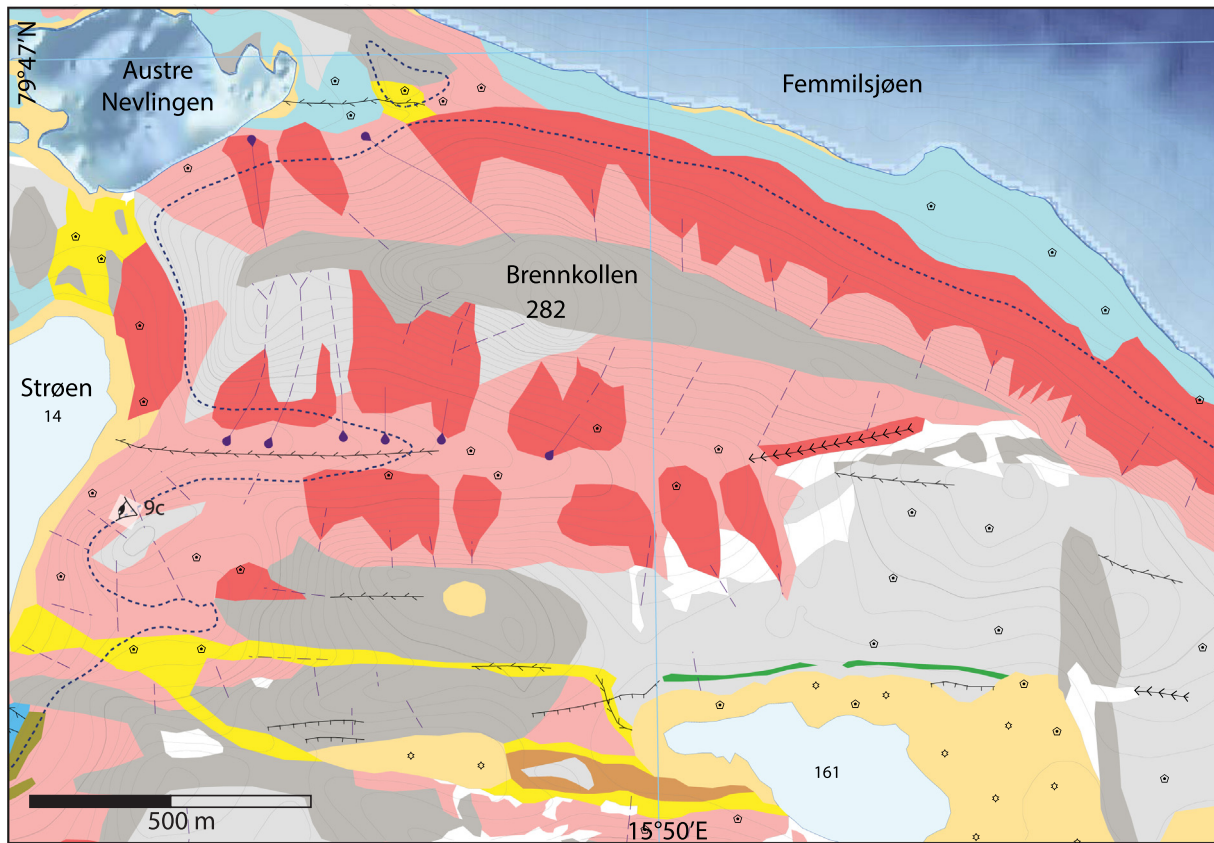 79°47'N
Austre
Nevlingen
Femmilsjøen
Brennkollen
282
Strøen
14
9c
161
500 m
15°50'E